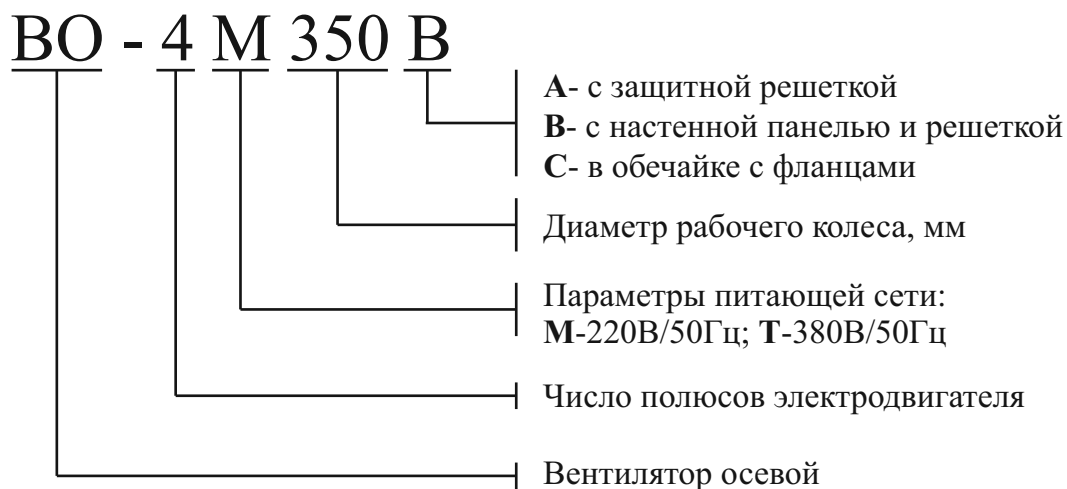 ВО - 4 М 350 В
А- с защитной решеткой
В- с настенной панелью и решеткой
С- в обечайке с фланцами
Диаметр рабочего колеса, мм
Параметры питающей сети:
М-220В/50Гц; Т-380В/50Гц
Число полюсов электродвигателя
Вентилятор осевой